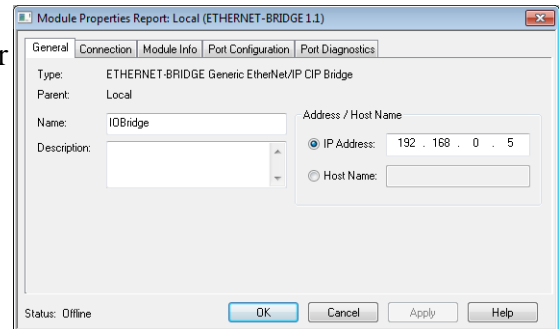 Module Properties Report: Local (ETHERNET-BRIDGE 1.1)
General Connection Module Info Port Configuration Port Diagnostics
r
Type: ETHERNET-BRIDGE Generic EtherNet/IP CIP Bridge
Parent: Local
Name: IOBridge
Address / Host Name
Description:
IP Address: 192 . 168 . 0 . 5
Host Name:
Status: Offline
OK Cancel Apply Help